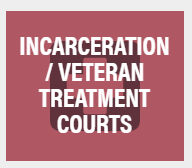 INCARCERATION
/ VETERAN
TREATMENT
COURTS